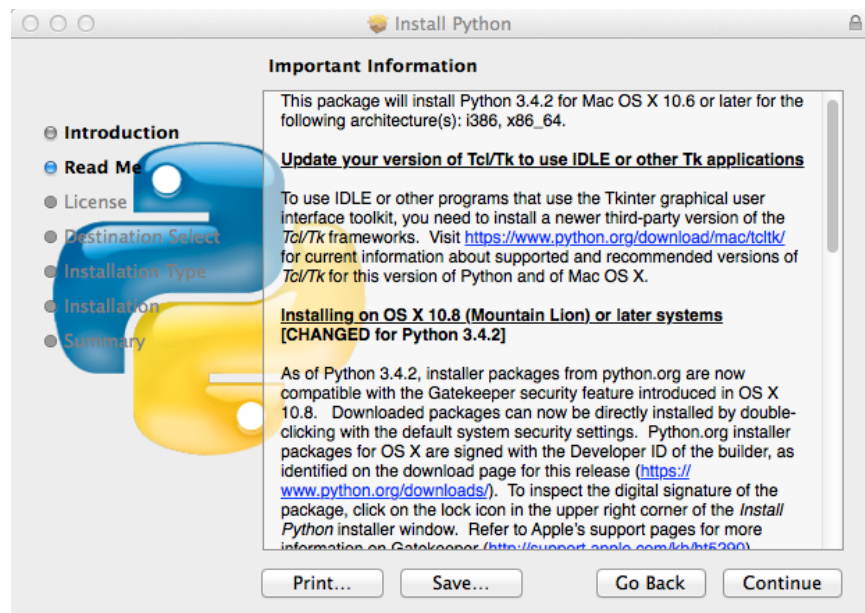 Install Python
Important Information
Introduction
Read Me
License
Destination Select
Installation Type
Installation
Summary
This package will install Python 3.4.2 for Mac OS X 10.6 or later for the
following architecture(s): i386, x86_64.
Update your version of Tcl/Tk to use IDLE or other Tk applications
To use IDLE or other programs that use the Tkinter graphical user
interface toolkit, you need to install a newer third-party version of the
Tcl/Tk frameworks.  Visit https://www.python.org/download/mac/tcltk/
for current information about supported and recommended versions of
Tcl/Tk for this version of Python and of Mac OS X.
Installing on OS X 10.8 (Mountain Lion) or later systems
[CHANGED for Python 3.4.2]
As of Python 3.4.2, installer packages from python.org are now
compatible with the Gatekeeper security feature introduced in OS X
10.8.   Downloaded packages can now be directly installed by double-
clicking with the default system security settings.  Python.org installer
packages for OS X are signed with the Developer ID of the builder, as
identified on the download page for this release (https://
www.python.org/downloads/).  To inspect the digital signature of the
package, click on the lock icon in the upper right corner of the Install
Python installer window.  Refer to Apple's support pages for more
information on Gatekeeper (http://support.apple.com/kb/ht5290).
Print...
Save...
Go Back
Continue